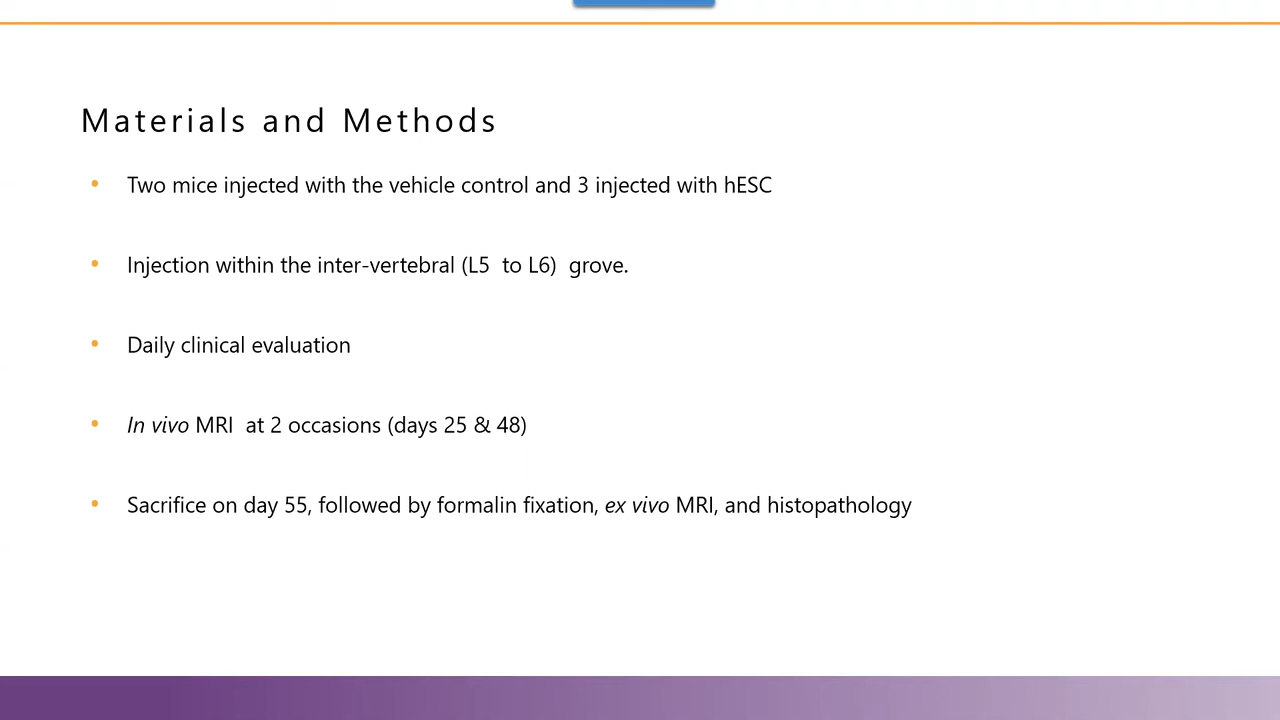 Materials and Methods
• Two mice injected with the vehicle control and 3 injected with hESC
• Injection within the inter-vertebral (L5  to L6)  grove.
• Daily clinical evaluation
• In vivo MRI  at 2 occasions (days 25 & 48)
• Sacrifice on day 55, followed by formalin fixation, ex vivo MRI, and histopathology